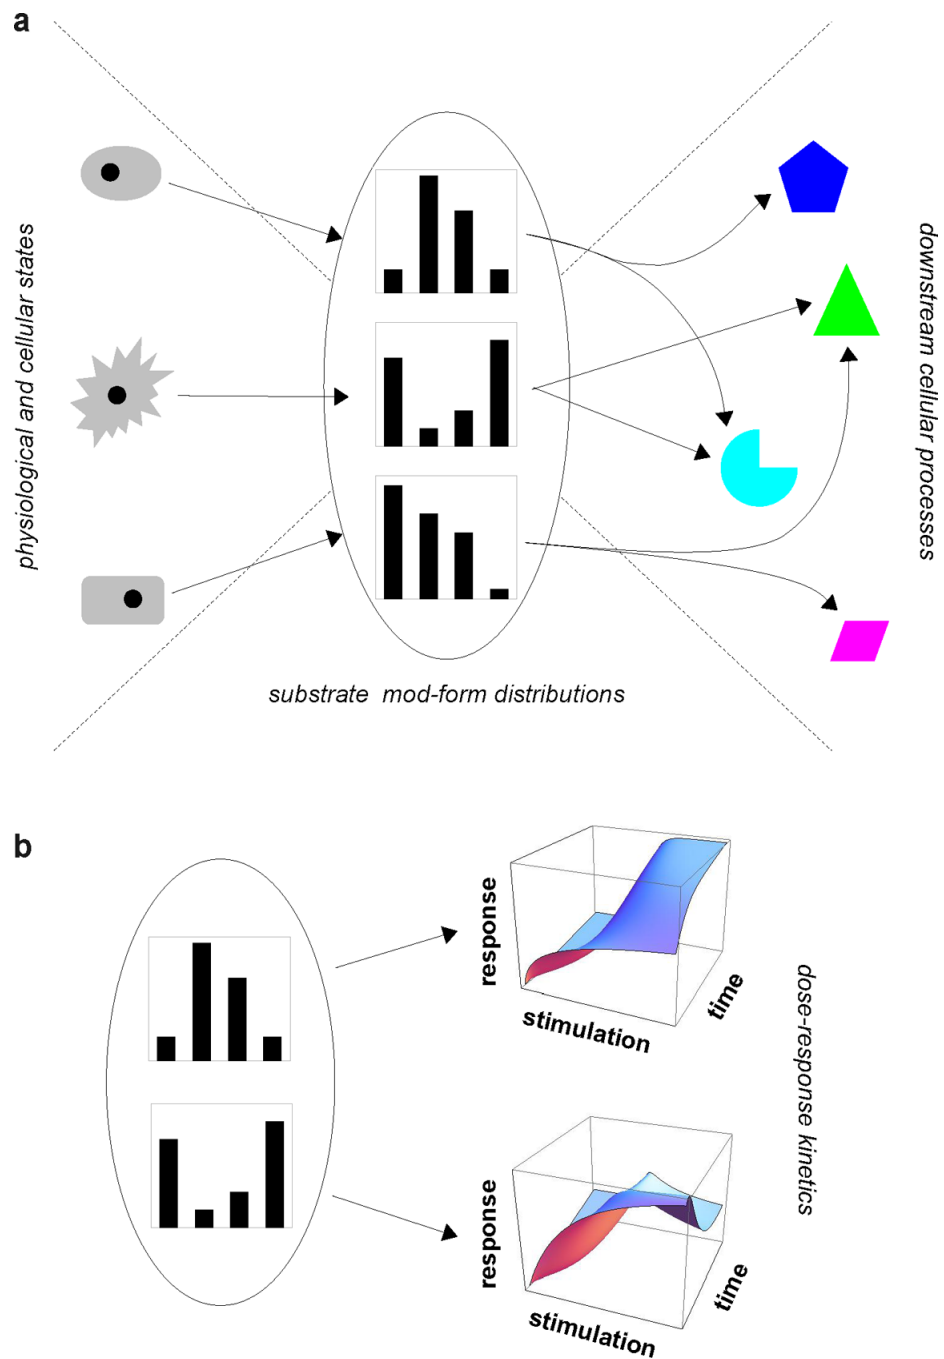 a
physiological and cellular states
downstream cellular processes
substrate mod-form distributions
b
response
stimulation
time
dose-response kinetics
response
stimulation
time